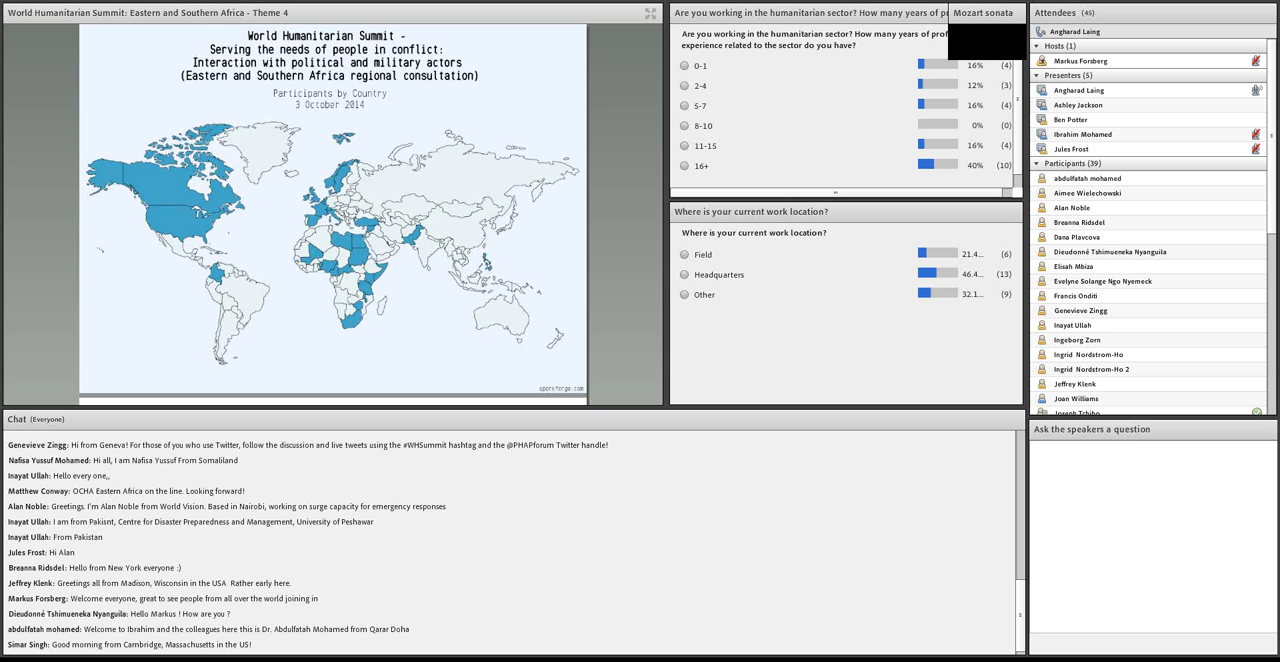 World Humanitarian Summit: Eastern and Southern Africa - Theme 4
World Humanitarian Summit -
Serving the needs of people in conflict:
Interaction with political and military actors
(Eastern and Southern Africa regional consultation)
Participants by Country
3 October 2014
sparkforge.com
Are you working in the humanitarian sector? How many years of pr
Mozart sonata
Are you working in the humanitarian sector? How many years of prof
experience related to the sector do you have?
0-1 16% (4)
2-4 12% (3)
5-7 16% (4)
8-10 0% (0)
11-15 16% (4)
16+ 40% (10)
Where is your current work location?
Where is your current work location?
Field 21.4... (6)
Headquarters 46.4... (13)
Other 32.1... (9)
Attendees (45)
Angharad Laing
Hosts (1)
Markus Forsberg
Presenters (5)
Angharad Laing
Ashley Jackson
Ben Potter
Ibrahim Mohamed
Jules Frost
Participants (39)
abdulfatah mohamed
Aimee Wielechowski
Alan Noble
Breanna Ridsdel
Dana Plavcova
Dieudonné Tshimueneka Nyanguila
Elisah Mbiza
Evelyne Solange Ngo Nyemeck
Francis Onditi
Genevieve Zingg
Inayat Ullah
Ingeborg Zorn
Ingrid Nordstrom-Ho
Ingrid Nordstrom-Ho 2
Jeffrey Klenk
Joan Williams
Joseph Tchibo
Chat (Everyone)
Genevieve Zingg: Hi from Geneva! For those of you who use Twitter, follow the discussion and live tweets using the #WHSummit hashtag and the @PHAPforum Twitter handle!
Nafisa Yussuf Mohamed: Hi all, I am Nafisa Yussuf From Somaliland
Inayat Ullah: Hello every one,,
Matthew Conway: OCHA Eastern Africa on the line. Looking forward!
Alan Noble: Greetings. I'm Alan Noble from World Vision. Based in Nairobi, working on surge capacity for emergency responses
Inayat Ullah: I am from Pakisnt, Centre for Disaster Preparedness and Management, University of Peshawar
Inayat Ullah: From Pakistan
Jules Frost: Hi Alan
Breanna Ridsdel: Hello from New York everyone :)
Jeffrey Klenk: Greetings all from Madison, Wisconsin in the USA Rather early here.
Markus Forsberg: Welcome everyone, great to see people from all over the world joining in
Dieudonné Tshimueneka Nyanguila: Hello Markus ! How are you ?
abdulfatah mohamed: Welcome to Ibrahim and the colleagues here this is Dr. Abdulfatah Mohamed from Qarar Doha
Simar Singh: Good morning from Cambridge, Massachusetts in the US!
Ask the speakers a question